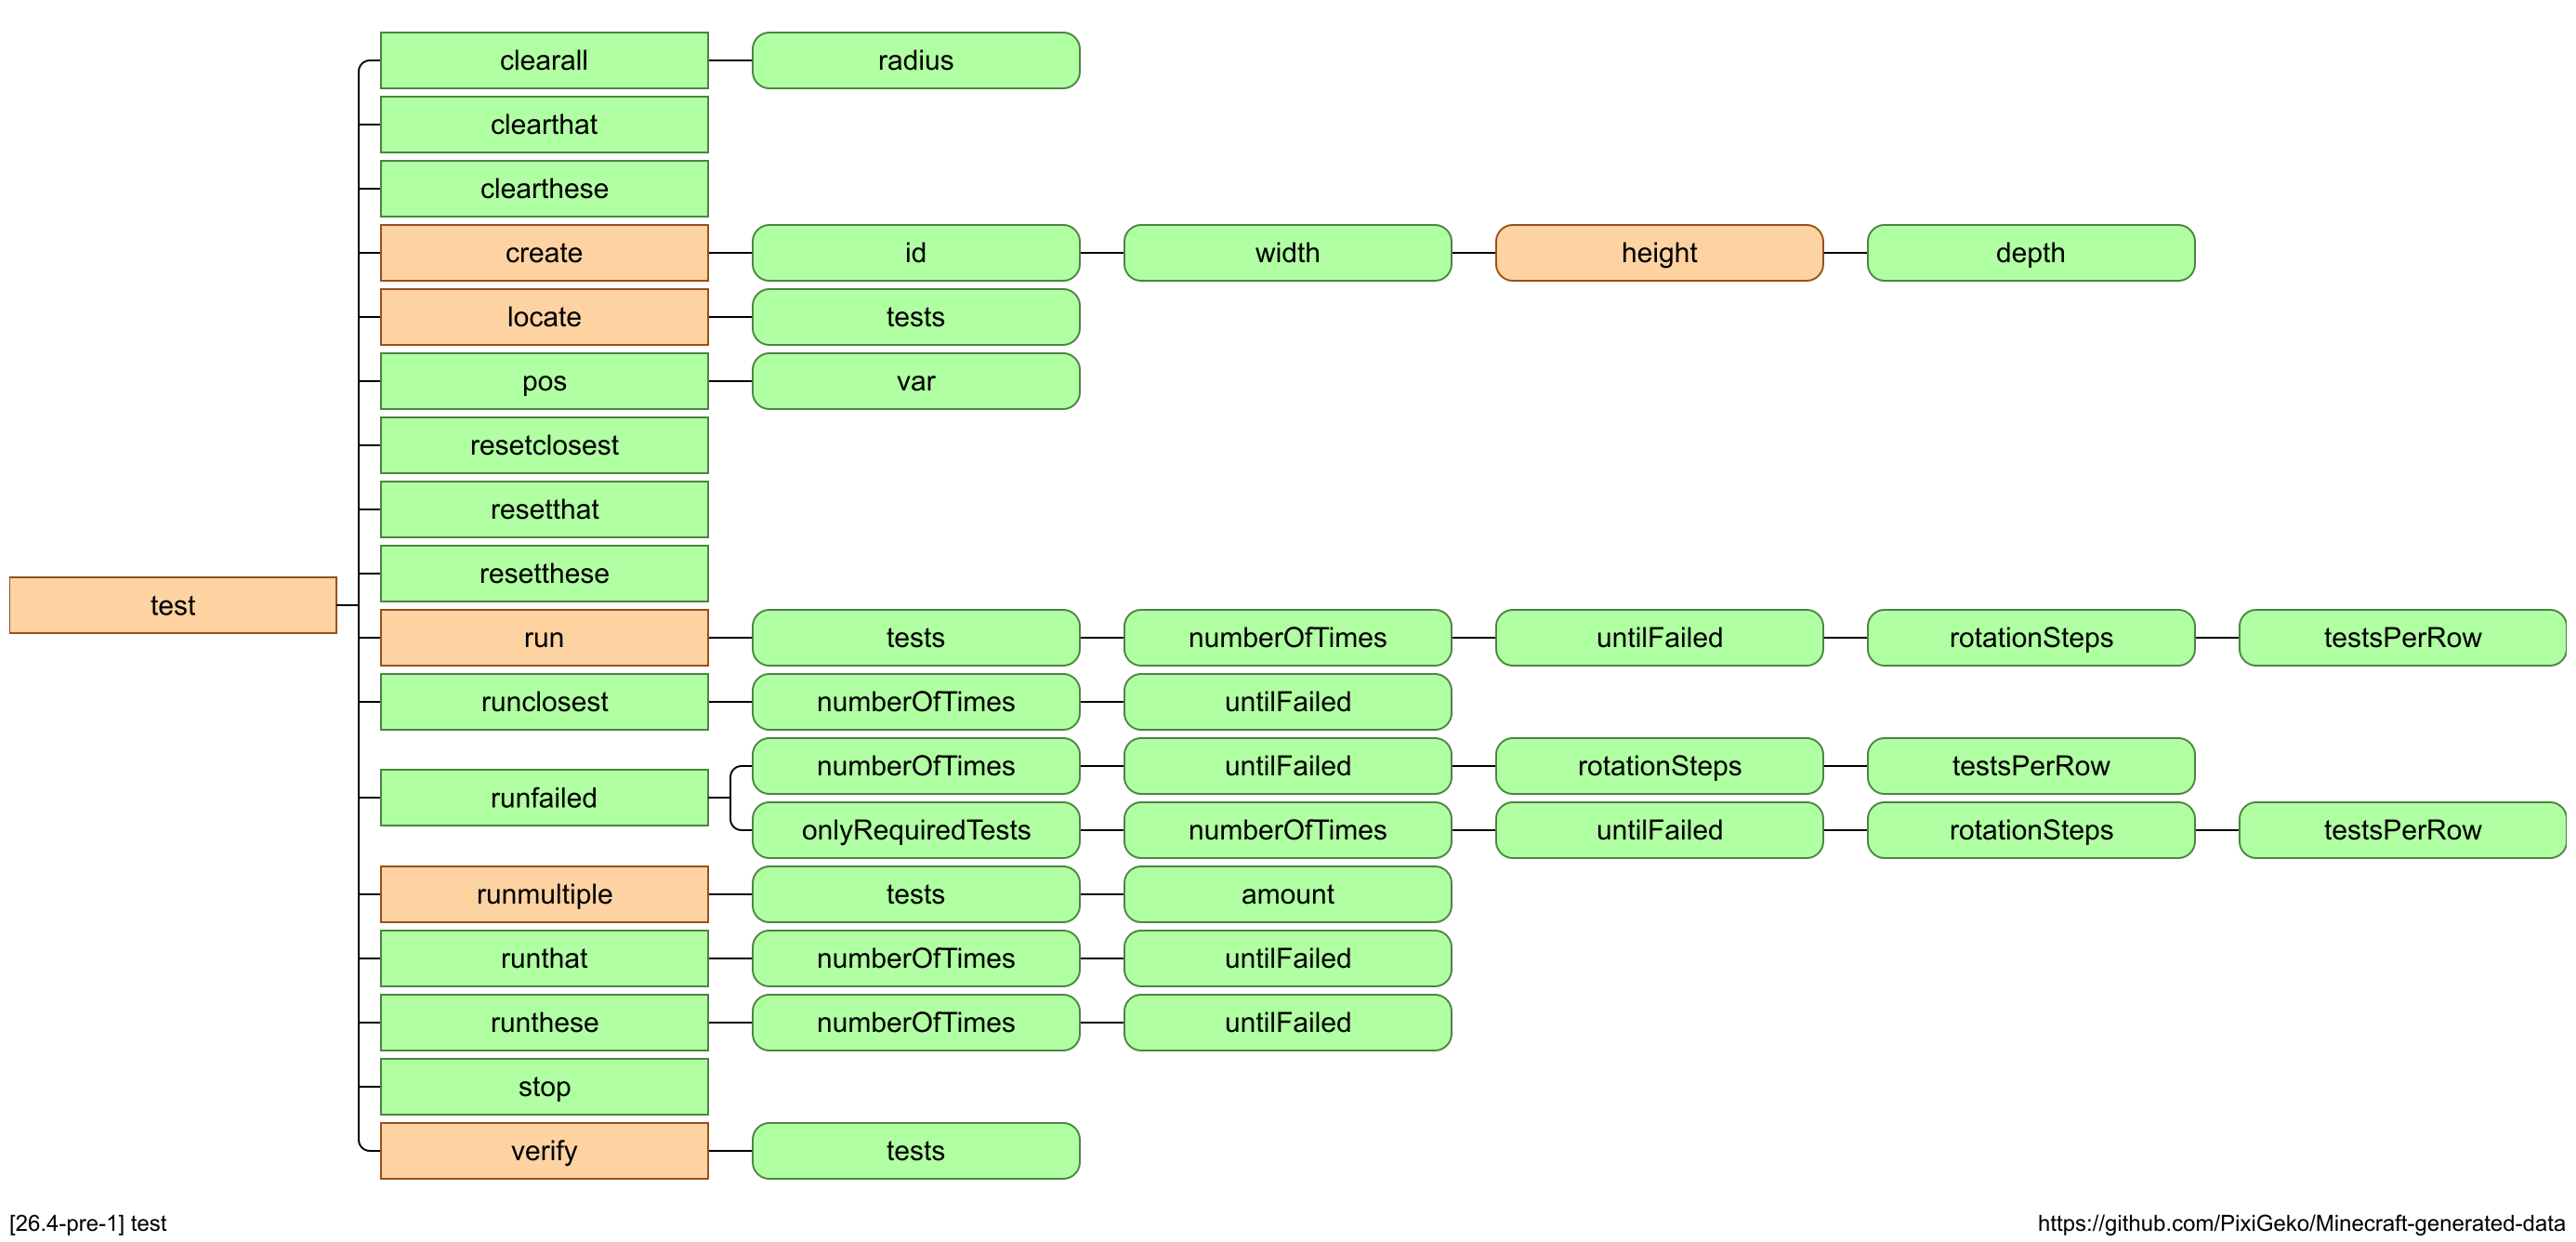 clearall radius
clearthat
clearthese
create id width height depth
locate tests
pos var
resetclosest
resetthat
resetthese
test
run tests numberOfTimes untilFailed rotationSteps testsPerRow
runclosest numberOfTimes untilFailed
numberOfTimes untilFailed rotationSteps testsPerRow
runfailed
onlyRequiredTests numberOfTimes untilFailed rotationSteps testsPerRow
runmultiple tests amount
runthat numberOfTimes untilFailed
runthese numberOfTimes untilFailed
stop
verify tests
[26.4-pre-1] test
https://github.com/PixiGeko/Minecraft-generated-data